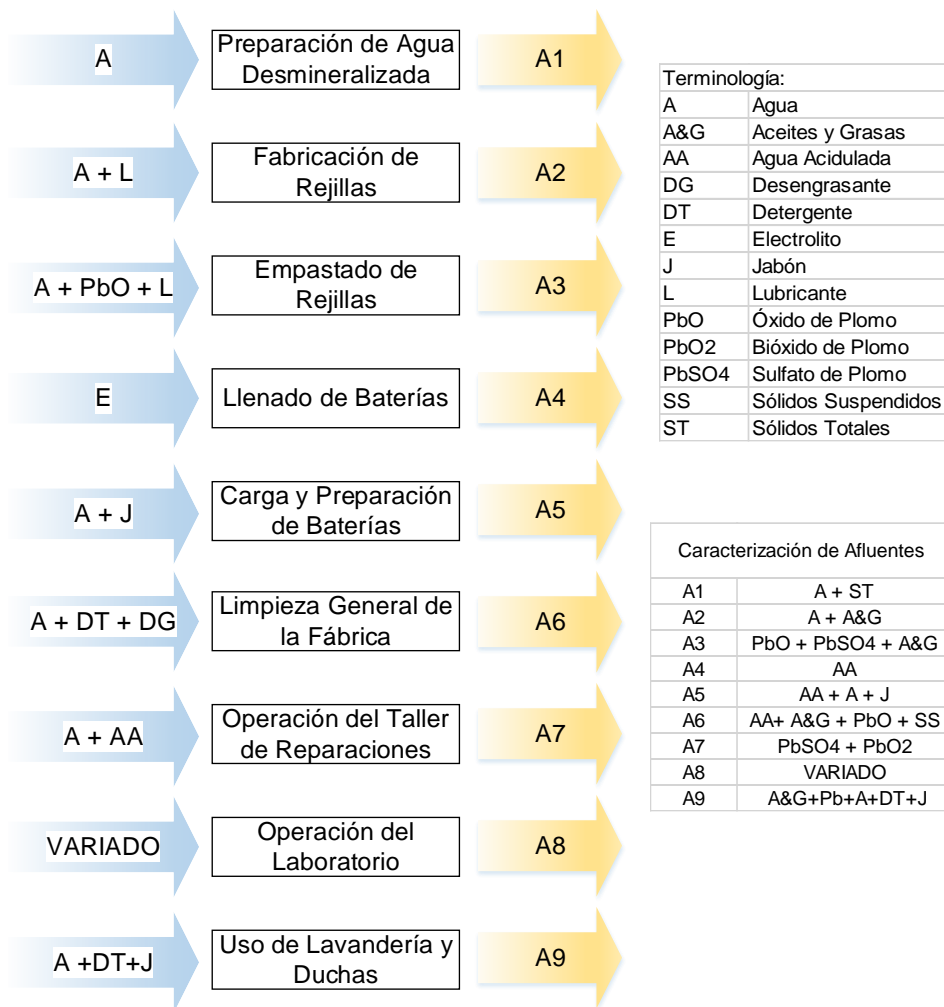 A
Preparación de Agua
Desmineralizada
A1
A + L
Fabricación de
Rejillas
A2
A + PbO + L
Empastado de
Rejillas
A3
E
Llenado de Baterías
A4
A + J
Carga y Preparación
de Baterías
A5
A + DT + DG
Limpieza General de
la Fábrica
A6
A + AA
Operación del Taller
de Reparaciones
A7
VARIADO
Operación del
Laboratorio
A8
A +DT+J
Uso de Lavandería y
Duchas
A9
Terminología:
A Agua
A&G Aceites y Grasas
AA Agua Acidulada
DG Desengrasante
DT Detergente
E Electrolito
J Jabón
L Lubricante
PbO Óxido de Plomo
PbO2 Bióxido de Plomo
PbSO4 Sulfato de Plomo
SS Sólidos Suspendidos
ST Sólidos Totales
Caracterización de Afluentes
A1 A + ST
A2 A + A&G
A3 PbO + PbSO4 + A&G
A4 AA
A5 AA + A + J
A6 AA+ A&G + PbO + SS
A7 PbSO4 + PbO2
A8 VARIADO
A9 A&G+Pb+A+DT+J